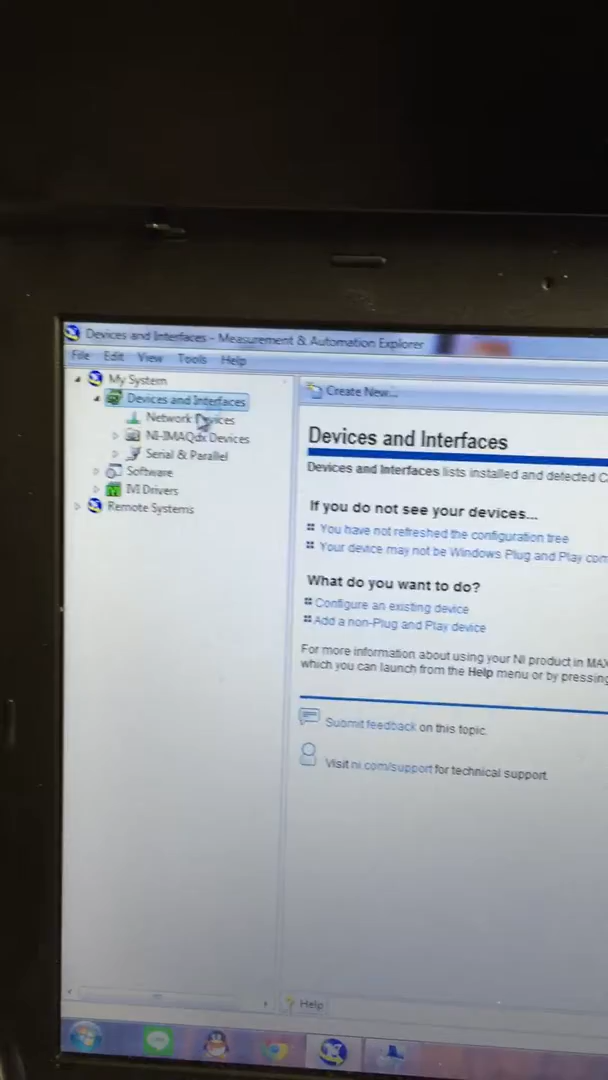 Devices and Interfaces - Measurement & Automation Explorer
File Edit View Tools Help
My System
Devices and Interfaces
Network Devices
NI-IMAQdx Devices
Serial & Parallel
Software
IVI Drivers
Remote Systems
Create New...
Devices and Interfaces
Devices and Interfaces lists installed and detected C
If you do not see your devices...
You have not refreshed the configuration tree
Your device may not be Windows Plug and Play com
What do you want to do?
Configure an existing device
Add a non-Plug and Play device
For more information about using your NI product in MAX
which you can launch from the Help menu or by pressing
Submit feedback on this topic.
Visit ni.com/support for technical support.
Help
LINE